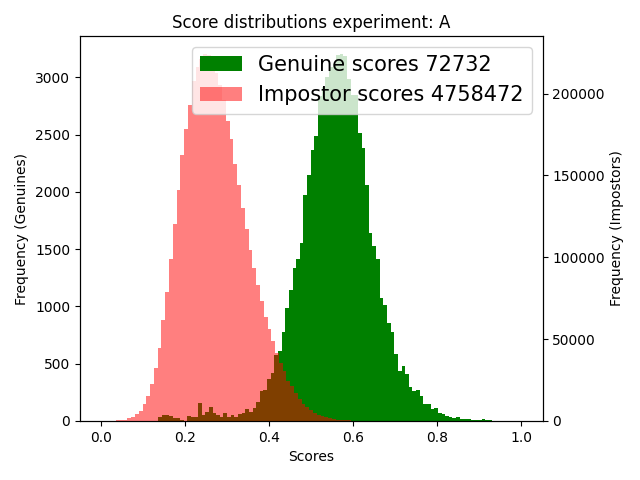 Score distributions experiment: A
Genuine scores 72732
Impostor scores 4758472
Frequency (Genuines)
3000
2500
2000
1500
1000
500
0
200000
150000
100000
50000
0
Frequency (Impostors)
0.0 0.2 0.4 0.6 0.8 1.0
Scores